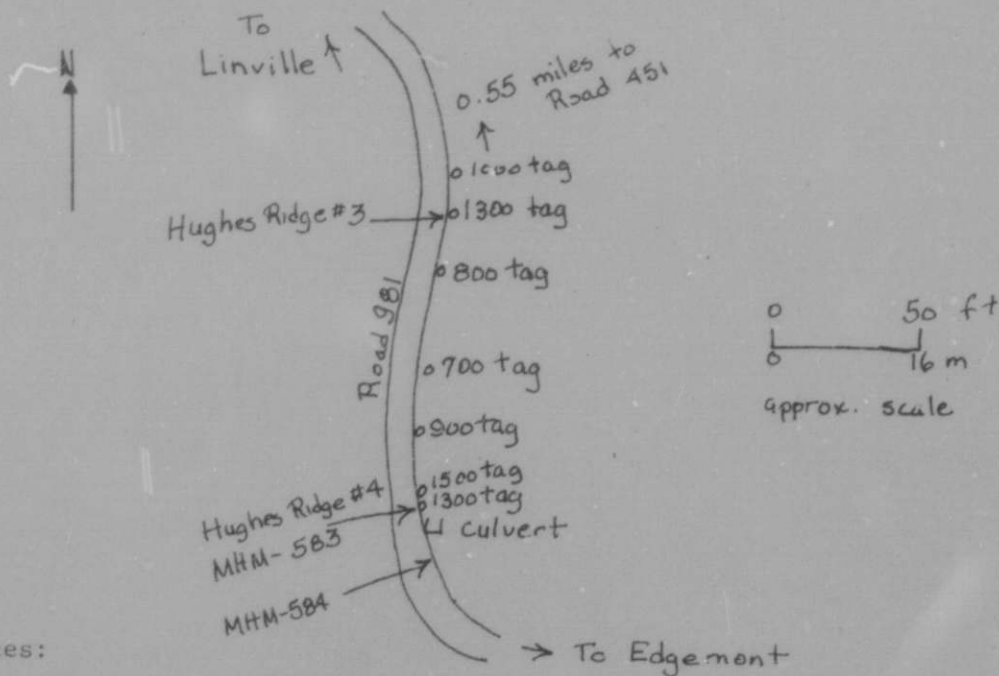 N
To
Linville
0.55 miles to
Road 451
1000 tag
Hughes Ridge #3
1300 tag
800 tag
Road 981
0
50 ft
0
16 m
approx. scale
700 tag
900 tag
1500 tag
1300 tag
Hughes Ridge #4
MHM-583
Culvert
MHM-584
To Edgemont
es: